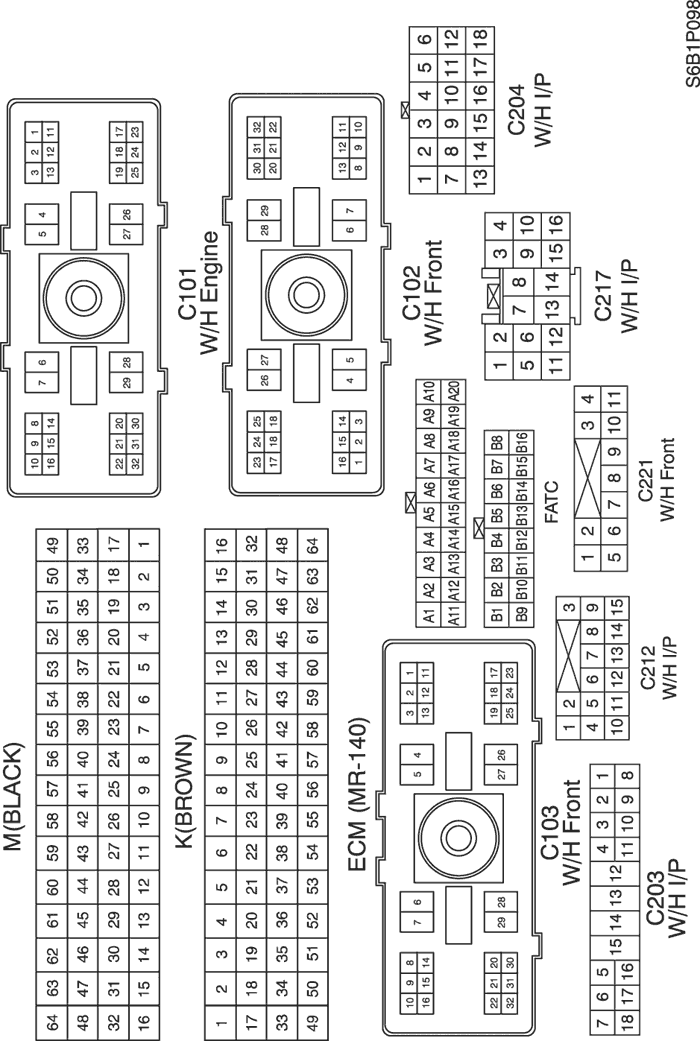 M(BLACK)
64 63 62 61 60 59 58 57 56 55 54 53 52 51 50 49
48 47 46 45 44 43 42 41 40 39 38 37 36 35 34 33
32 31 30 29 28 27 26 25 24 23 22 21 20 19 18 17
16 15 14 13 12 11 10 9 8 7 6 5 4 3 2 1
10 9 8 3 2 1
7 6 5 4
16 15 14 13 12 11
22 21 20 19 18 17
29 28 27 26
32 31 30 25 24 23
C101
W/H Engine
K(BROWN)
1 2 3 4 5 6 7 8 9 10 11 12 13 14 15 16
17 18 19 20 21 22 23 24 25 26 27 28 29 30 31 32
33 34 35 36 37 38 39 40 41 42 43 44 45 46 47 48
49 50 51 52 53 54 55 56 57 58 59 60 61 62 63 64
ECM (MR-140)
23 24 25 30 31 32
26 27 28 29
17 18 18 20 21 22
16 15 14 13 12 11
4 5 6 7
1 2 3 8 9 10
C102
W/H Front
10 9 8 3 2 1
7 6 5 4
16 15 14 13 12 11
22 21 20 19 18 17
29 28 27 26
32 31 30 25 24 23
C103
W/H Front
A1 A2 A3 A4 A5 A6 A7 A8 A9 A10
A11 A12 A13 A14 A15 A16 A17 A18 A19 A20
B1 B2 B3 B4 B5 B6 B7 B8
B9 B10 B11 B12 B13 B14 B15 B16
FATC
1 2 3 4 5 6
7 8 9 10 11 12
13 14 15 16 17 18
C204
W/H I/P
7 6 5 4 3 2 1
18 17 16 15 14 13 12 11 10 9 8
C203
W/H I/P
1 2 3
4 5 6 7 8 9
10 11 12 13 14 15
C212
W/H I/P
1 2 3 4
5 6 7 8 9 10 11
C221
W/H Front
1 2 3 4
5 6 7 8 9 10
11 12 13 14 15 16
C217
W/H I/P
S6B1P098